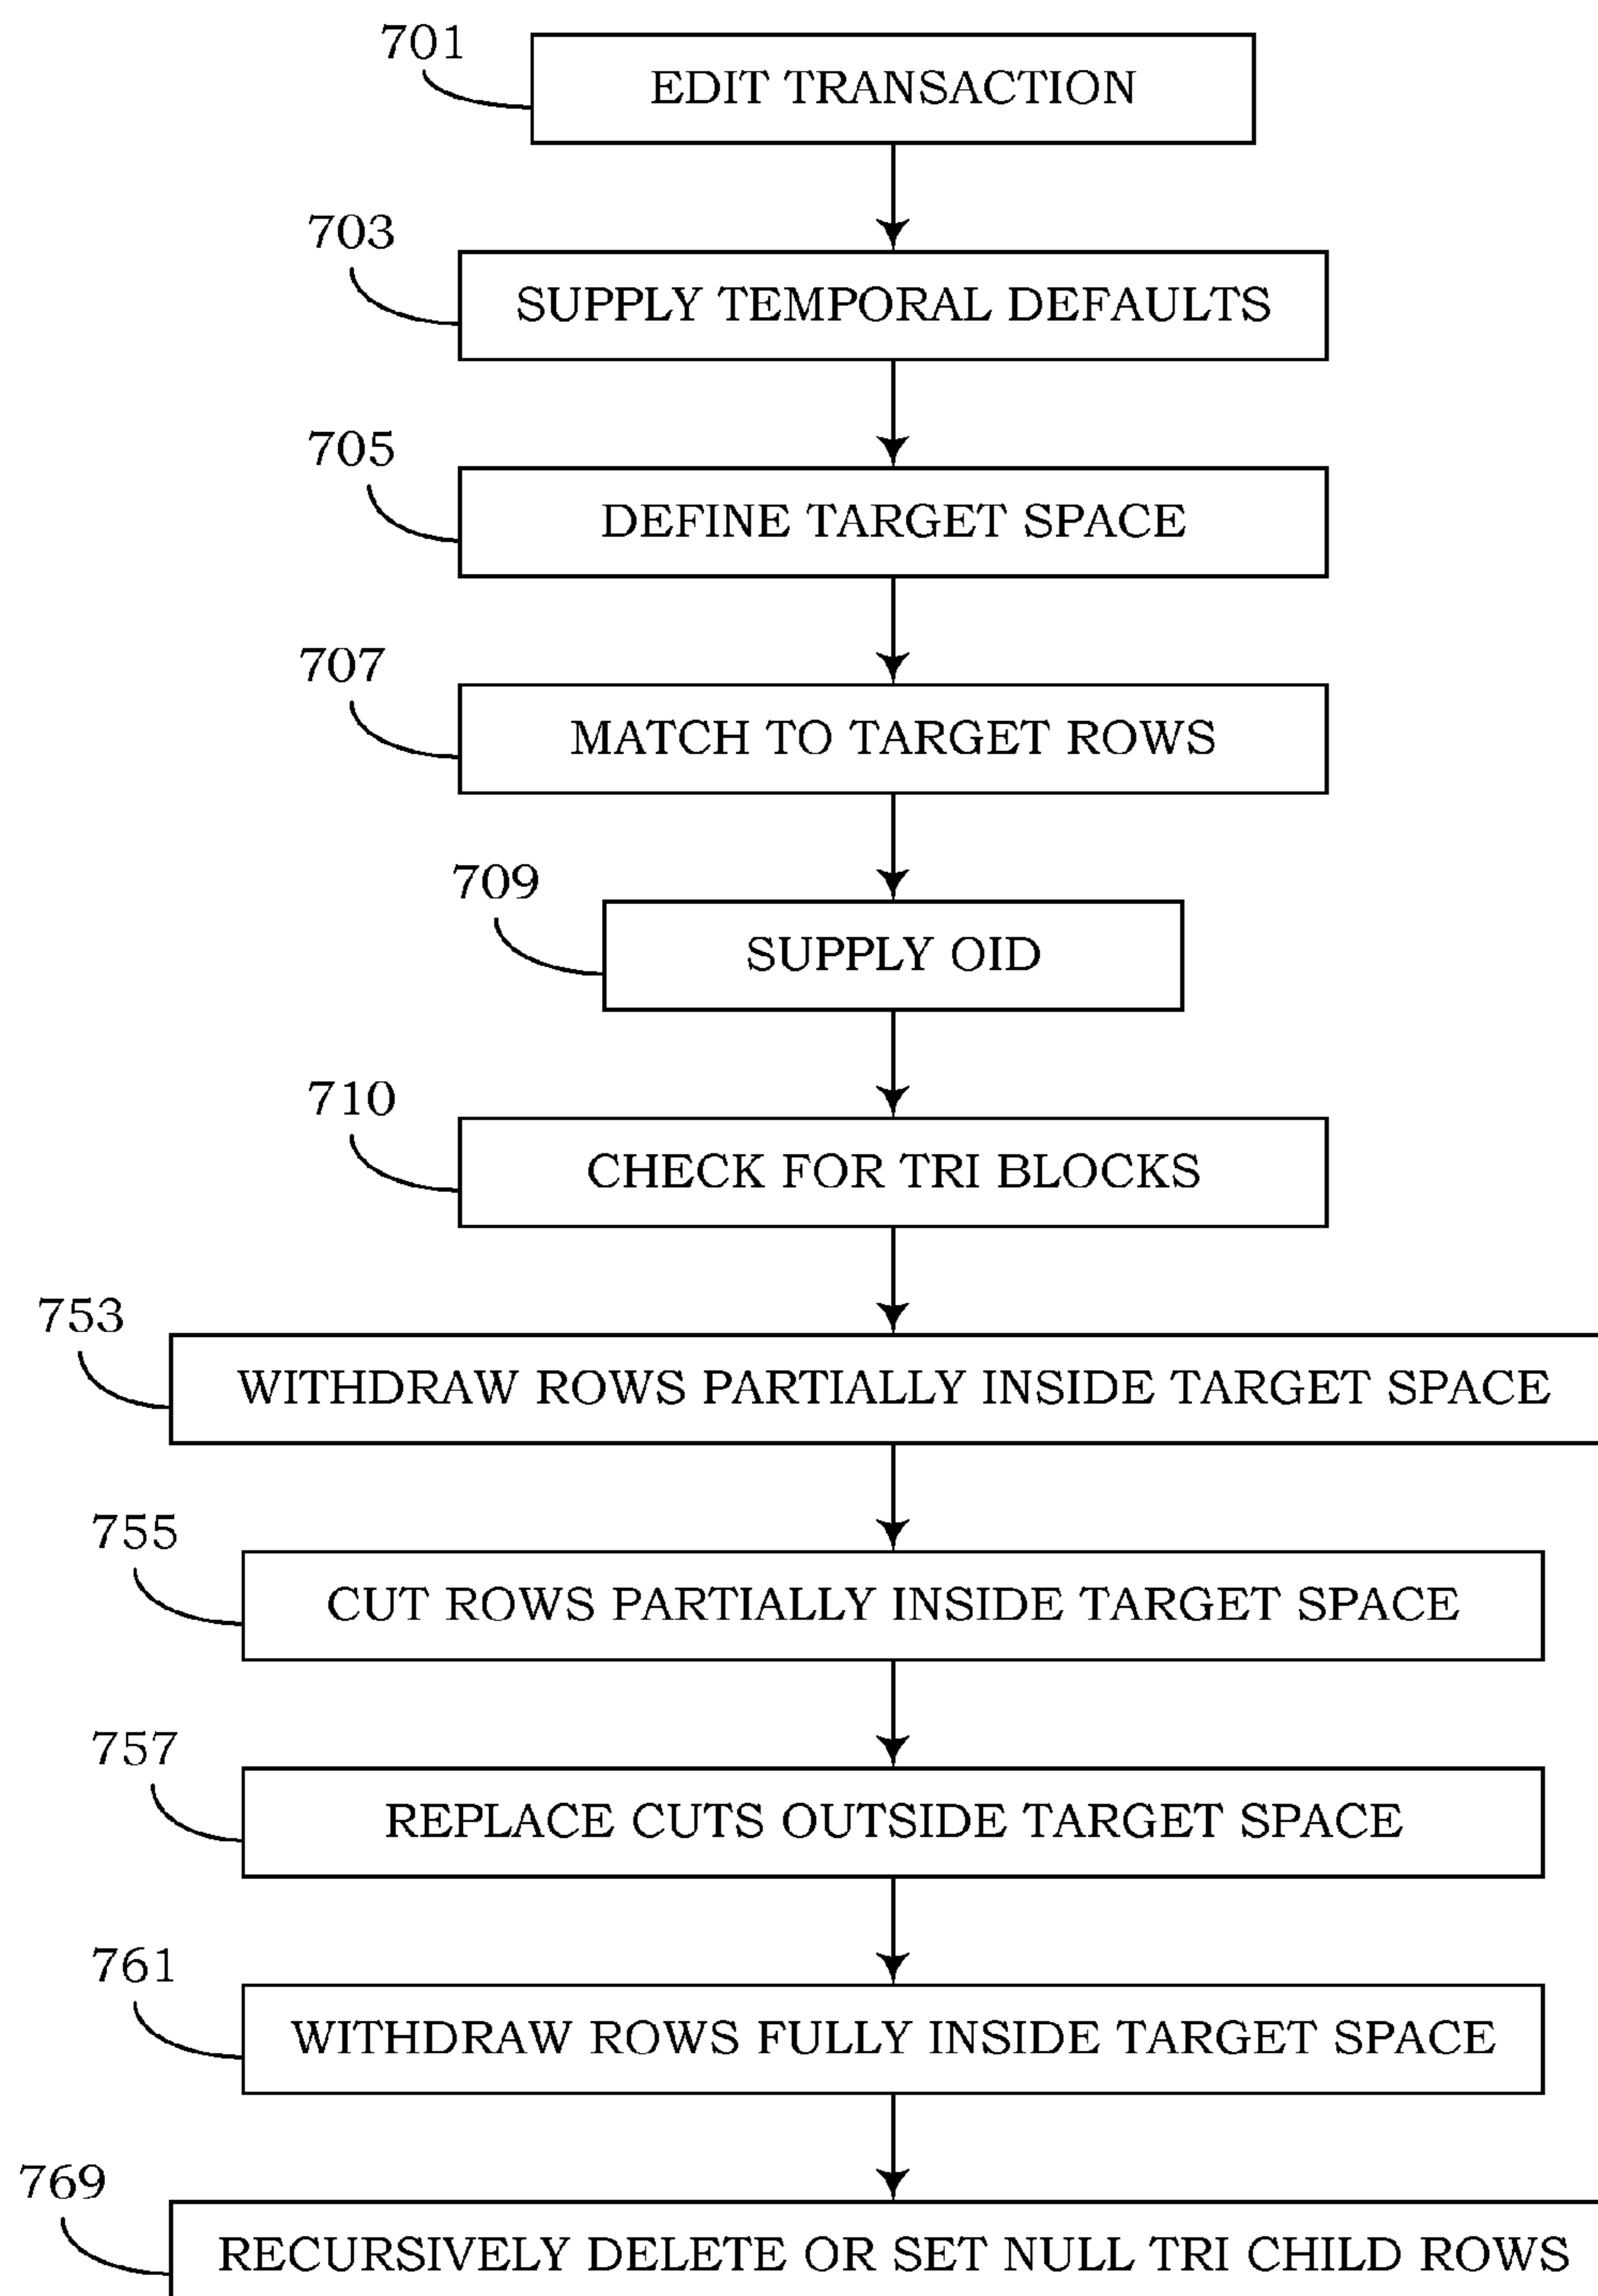 701
EDIT TRANSACTION
703
SUPPLY TEMPORAL DEFAULTS
705
DEFINE TARGET SPACE
707
MATCH TO TARGET ROWS
709
SUPPLY OID
710
CHECK FOR TRI BLOCKS
753
WITHDRAW ROWS PARTIALLY INSIDE TARGET SPACE
755
CUT ROWS PARTIALLY INSIDE TARGET SPACE
757
REPLACE CUTS OUTSIDE TARGET SPACE
761
WITHDRAW ROWS FULLY INSIDE TARGET SPACE
769
RECURSIVELY DELETE OR SET NULL TRI CHILD ROWS